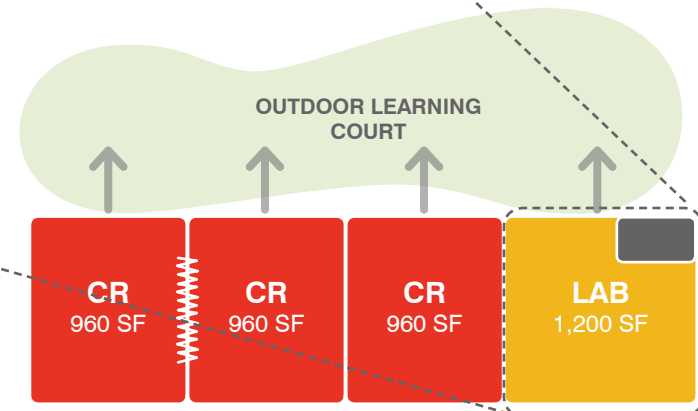 OUTDOOR LEARNING
COURT
CR
960 SF
CR
960 SF
CR
960 SF
LAB
1,200 SF